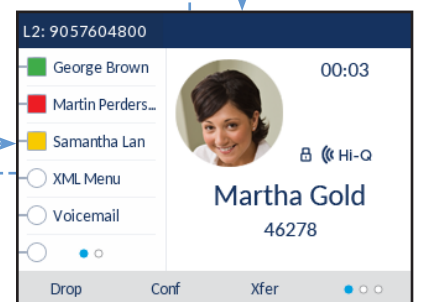 L2: 9057604800
George Brown
Martin Perders...
Samantha Lan
XML Menu
Voicemail
00:03
Hi-Q
Martha Gold
46278
Drop Conf Xfer